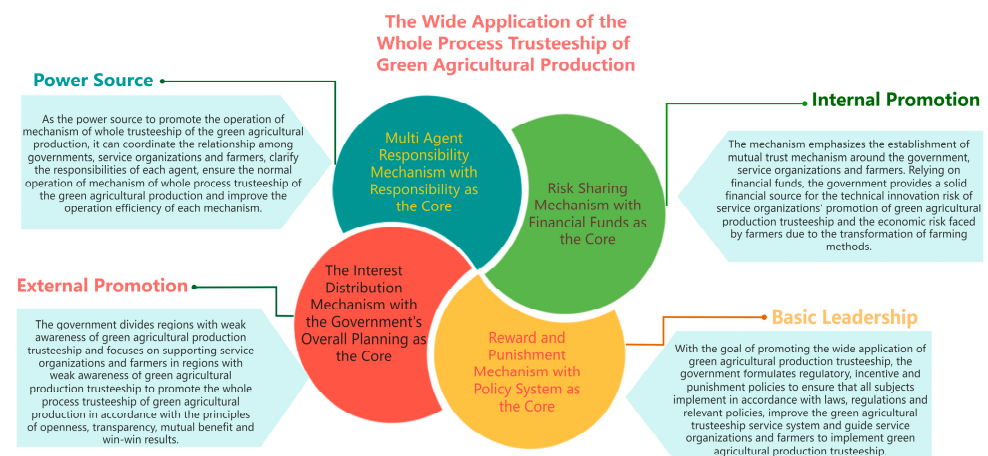 The Wide Application of the
Whole Process Trusteeship of
Green Agricultural Production
Power Source
As the power source to promote the operation of
mechanism of whole trusteeship of the green agricultural
production, it can coordinate the relationship among
governments, service organizations and farmers, clarify
the responsibilities of each agent, ensure the normal
operation of mechanism of whole process trusteeship of
the green agricultural production and improve the
operation efficiency of each mechanism.
Multi Agent
Responsibility
Mechanism with
Responsibility as
the Core
Internal Promotion
The mechanism emphasizes the establishment of
mutual trust mechanism around the government,
service organizations and farmers. Relying on
financial funds, the government provides a solid
financial source for the technical innovation risk of
service organizations' promotion of green agricultural
production trusteeship and the economic risk faced
by farmers due to the transformation of farming
methods.
Risk Sharing
Mechanism with
Financial Funds as
the Core
External Promotion
The government divides regions with weak
awareness of green agricultural production
trusteeship and focuses on supporting service
organizations and farmers in regions with
weak awareness of green agricultural
production trusteeship to promote the whole
process trusteeship of green agricultural
production in accordance with the principles
of openness, transparency, mutual benefit and
win-win results.
The Interest
Distribution
Mechanism with
the Government's
Overall Planning as
the Core
Reward and
Punishment
Mechanism with
Policy System as
the Core
Basic Leadership
With the goal of promoting the wide application of
green agricultural production trusteeship, the
government formulates regulatory, incentive and
punishment policies to ensure that all subjects
implement in accordance with laws, regulations and
relevant policies, improve the green agricultural
trusteeship service system and guide service
organizations and farmers to implement green
agricultural production trusteeship.